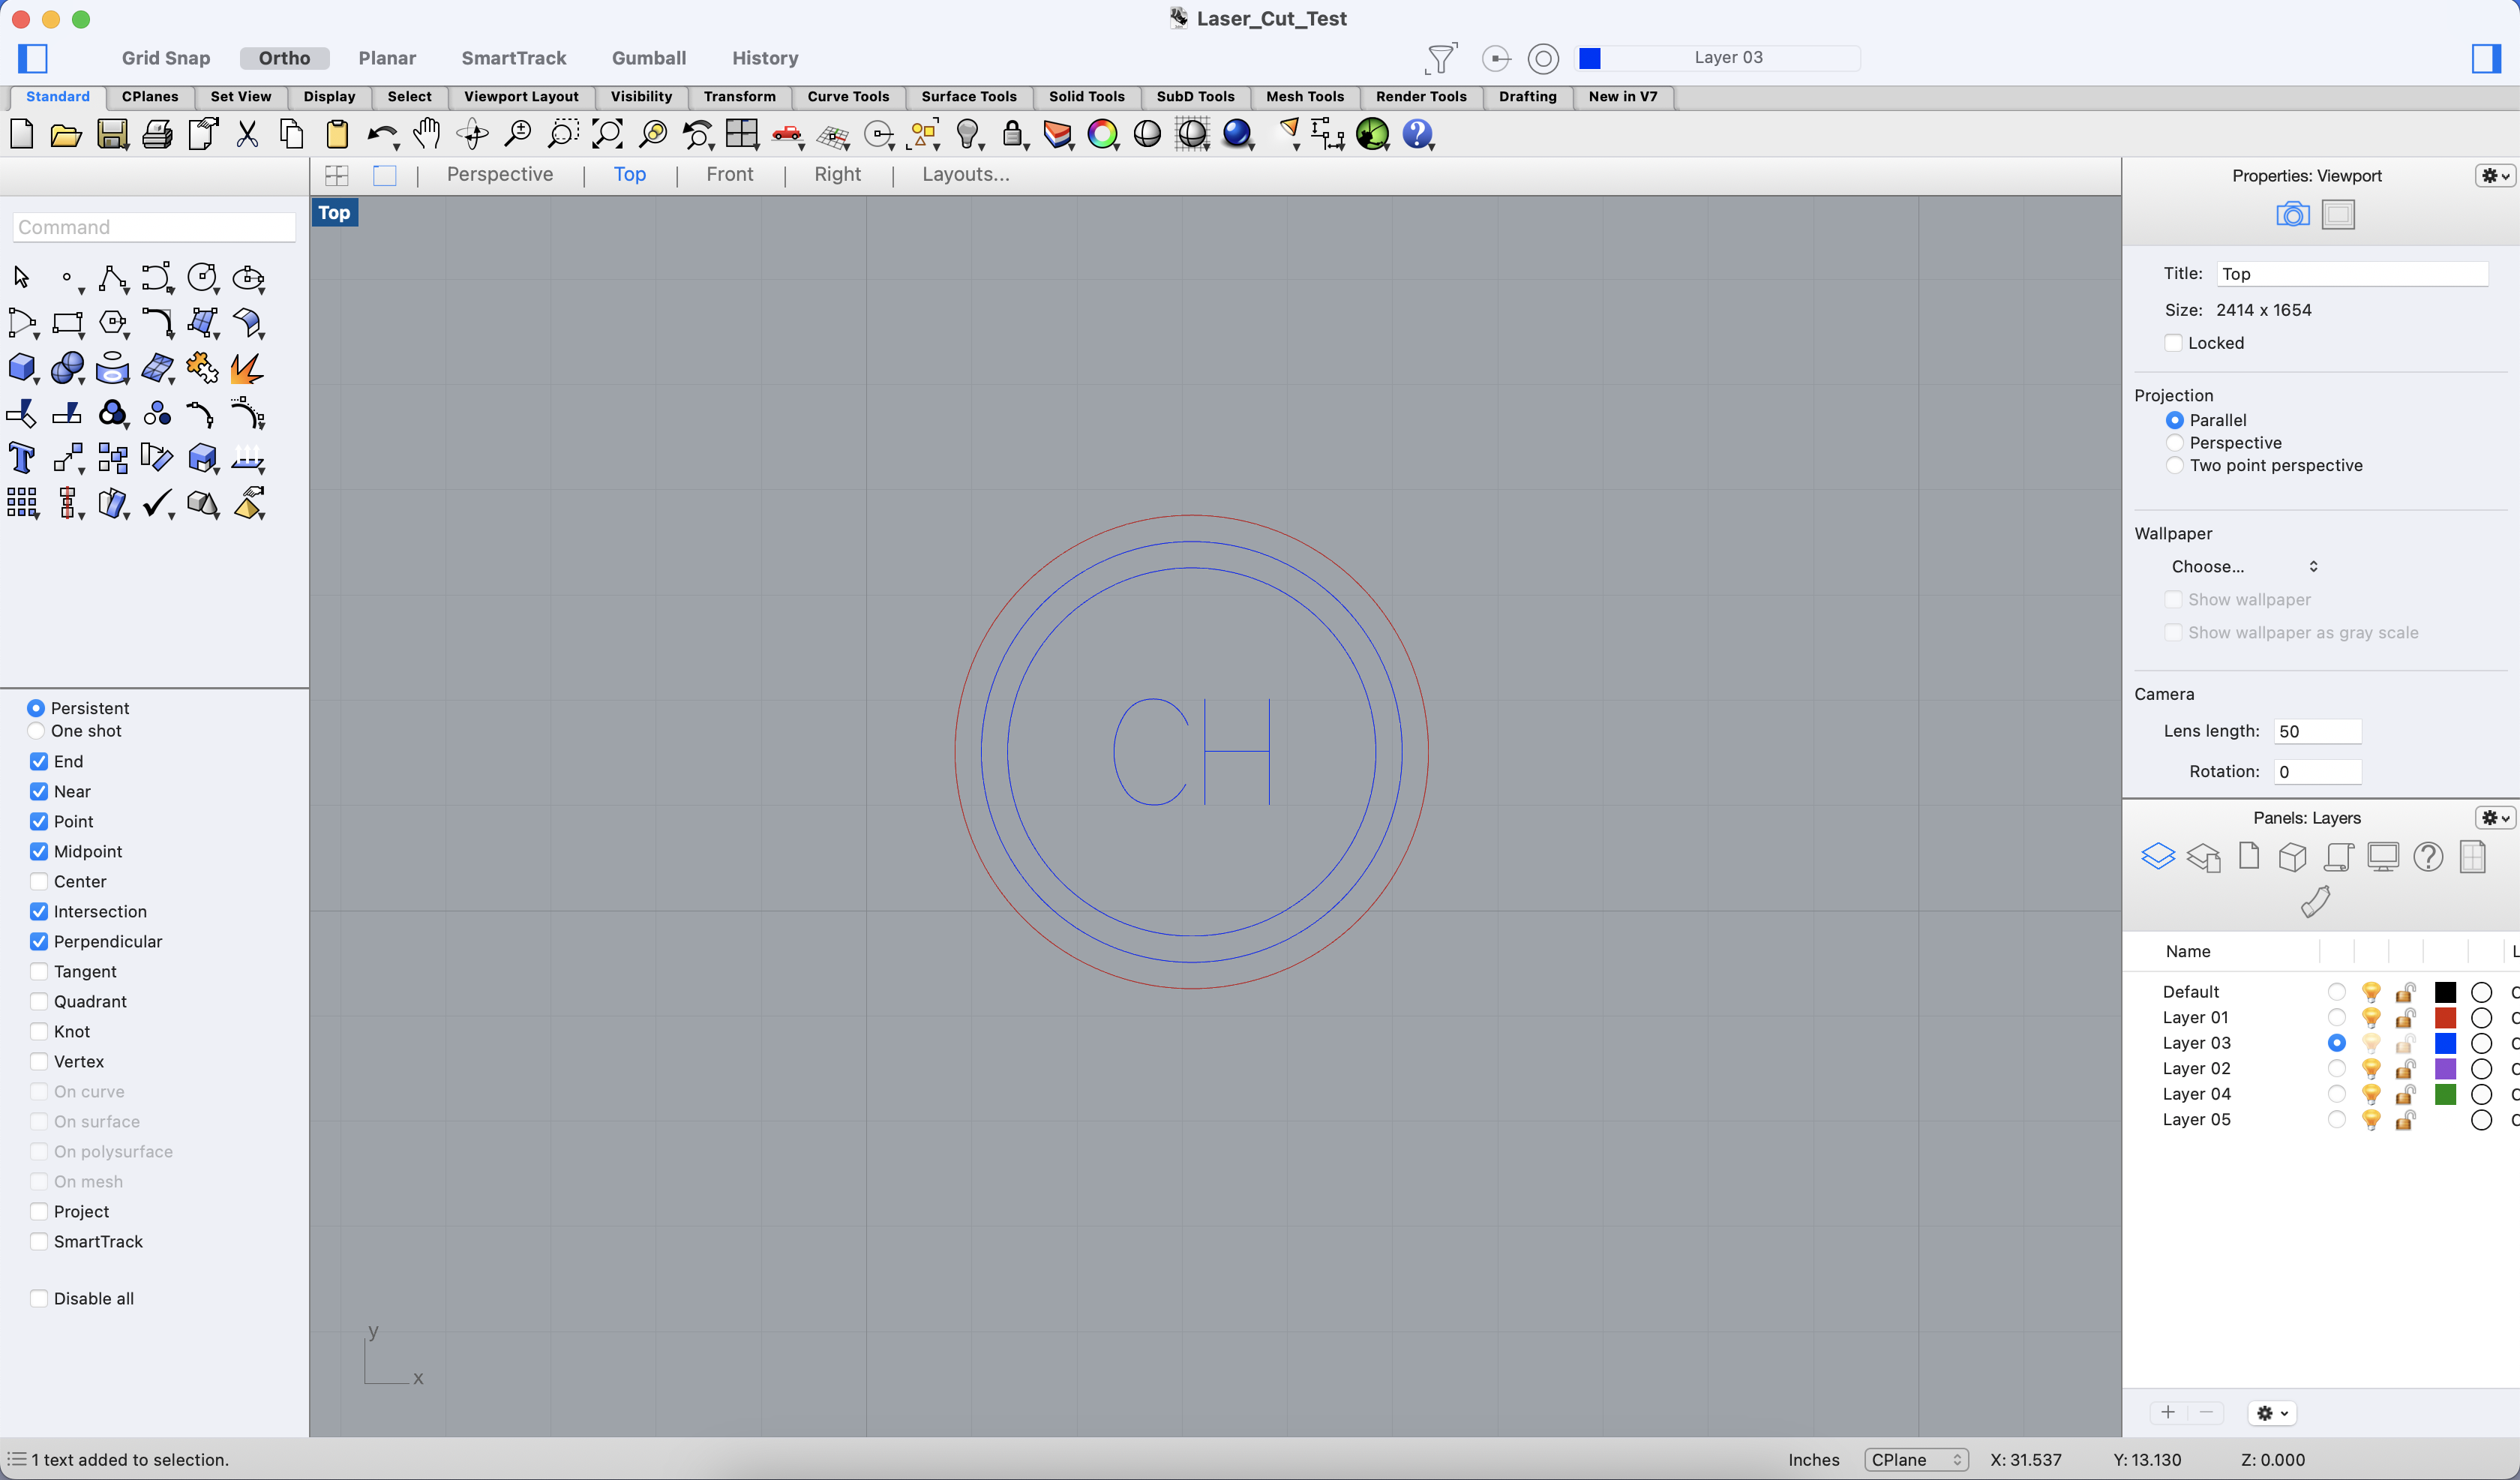 Laser_Cut_Test
Grid Snap Ortho Planar SmartTrack Gumball History Layer 03
Standard CPlanes Set View Display Select Viewport Layout Visibility Transform Curve Tools Surface Tools Solid Tools SubD Tools Mesh Tools Render Tools Drafting New in V7
Perspective Top Front Right Layouts...
Top
Command
CH
Persistent
One shot
End
Near
Point
Midpoint
Center
Intersection
Perpendicular
Tangent
Quadrant
Knot
Vertex
On curve
On surface
On polysurface
On mesh
Project
SmartTrack
Disable all
y
x
Properties: Viewport
Title: Top
Size: 2414 x 1654
Locked
Projection
Parallel
Perspective
Two point perspective
Wallpaper
Choose...
Show wallpaper
Show wallpaper as gray scale
Camera
Lens length: 50
Rotation: 0
Panels: Layers
Name L
Default
Layer 01
Layer 03
Layer 02
Layer 04
Layer 05
1 text added to selection. Inches CPlane X: 31.537 Y: 13.130 Z: 0.000